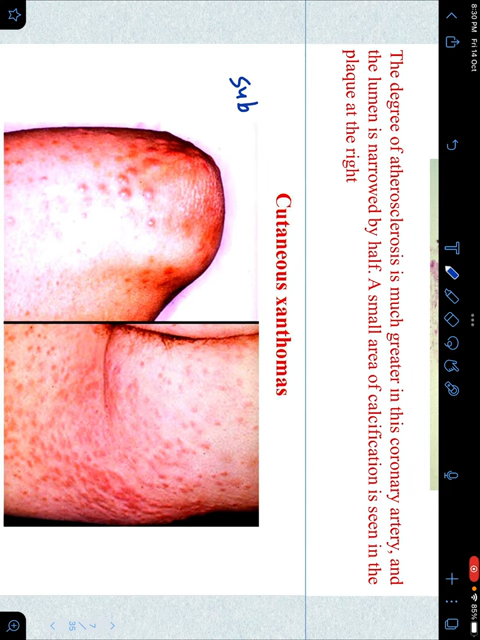 8:30 PM Fri 14 Oct
85%
The degree of atherosclerosis is much greater in this coronary artery, and
the lumen is narrowed by half. A small area of calcification is seen in the
plaque at the right
Cutaneous xanthomas
Sub
7 / 35